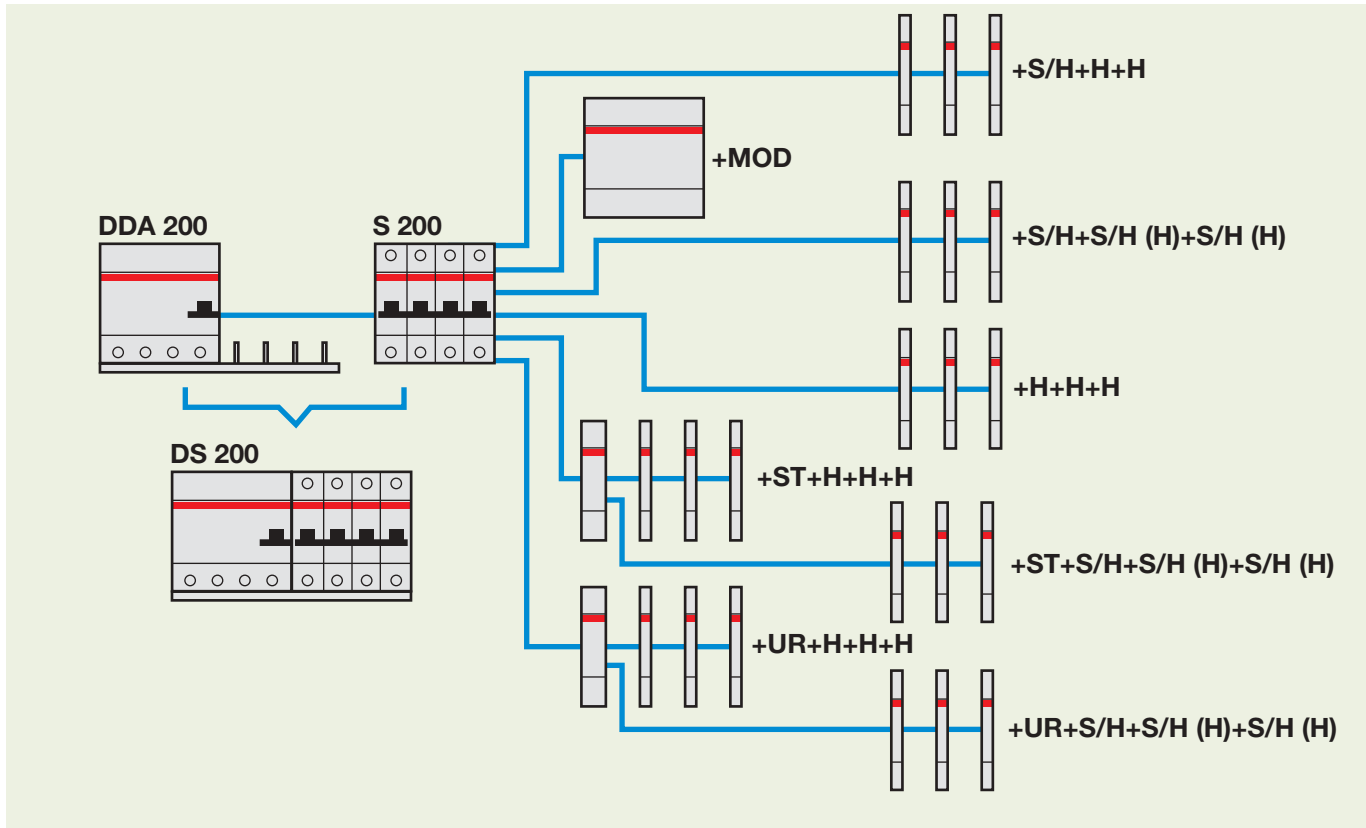 +S/H+H+H
+MOD
DDA 200
S 200
+S/H+S/H (H)+S/H (H)
+H+H+H
DS 200
+ST+H+H+H
+ST+S/H+S/H (H)+S/H (H)
+UR+H+H+H
+UR+S/H+S/H (H)+S/H (H)